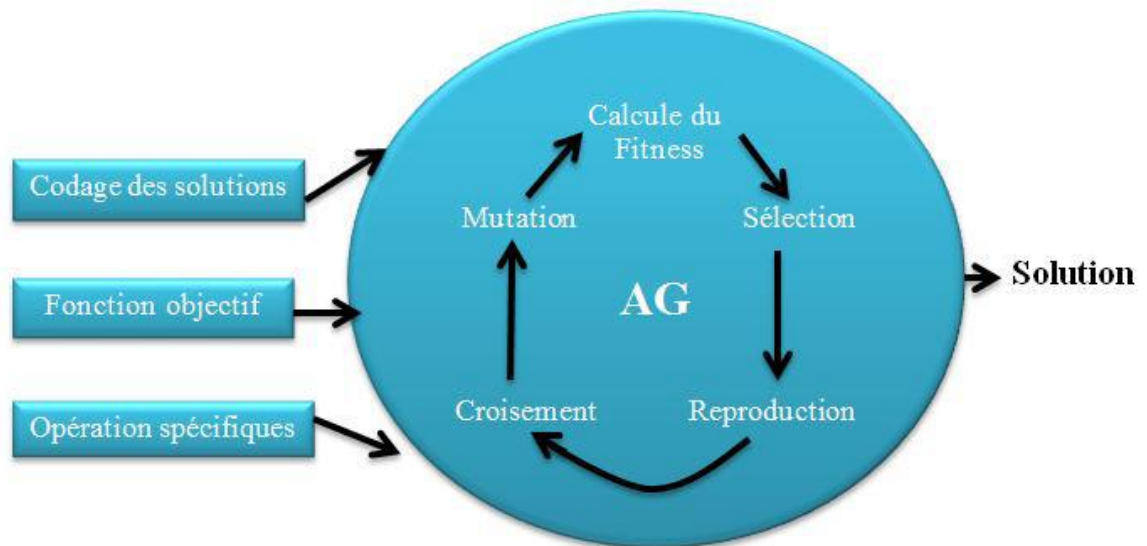 Calcule du
Fitness
Codage des solutions
Mutation
Sélection
Solution
Fonction objectif
AG
Croisement
Reproduction
Opération spécifiques